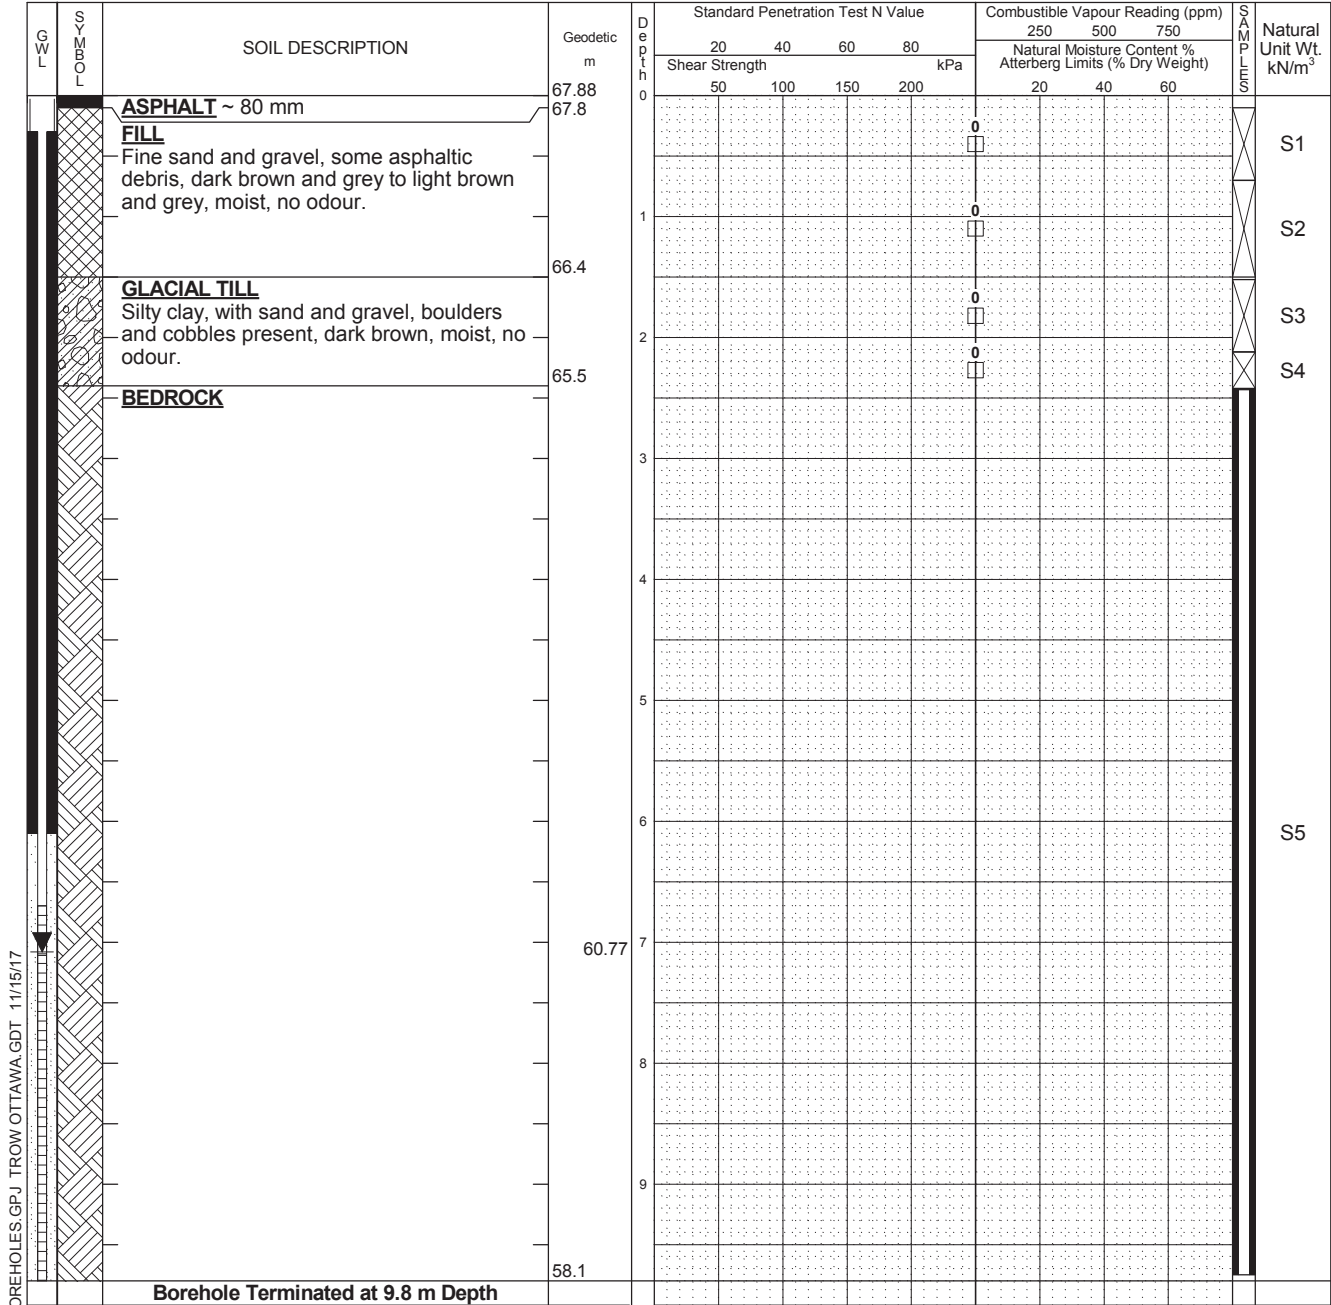 GWL
SYMBOL
SOIL DESCRIPTION
Geodetic
m
Depth
Standard Penetration Test N Value
20 40 60 80
Shear Strength kPa
50 100 150 200
Combustible Vapour Reading (ppm)
250 500 750
Natural Moisture Content %
Atterberg Limits (% Dry Weight)
20 40 60
SAMPLES
Natural
Unit Wt.
kN/m³
67.88
0
ASPHALT ~ 80 mm
67.8
FILL
Fine sand and gravel, some asphaltic
debris, dark brown and grey to light brown
and grey, moist, no odour.
0
S1
1
0
S2
66.4
GLACIAL TILL
Silty clay, with sand and gravel, boulders
and cobbles present, dark brown, moist, no
odour.
0
S3
2
0
S4
65.5
BEDROCK
3
4
5
6
S5
7
60.77
8
9
58.1
Borehole Terminated at 9.8 m Depth
OREHOLES.GPJ TROW OTTAWA.GDT 11/15/17